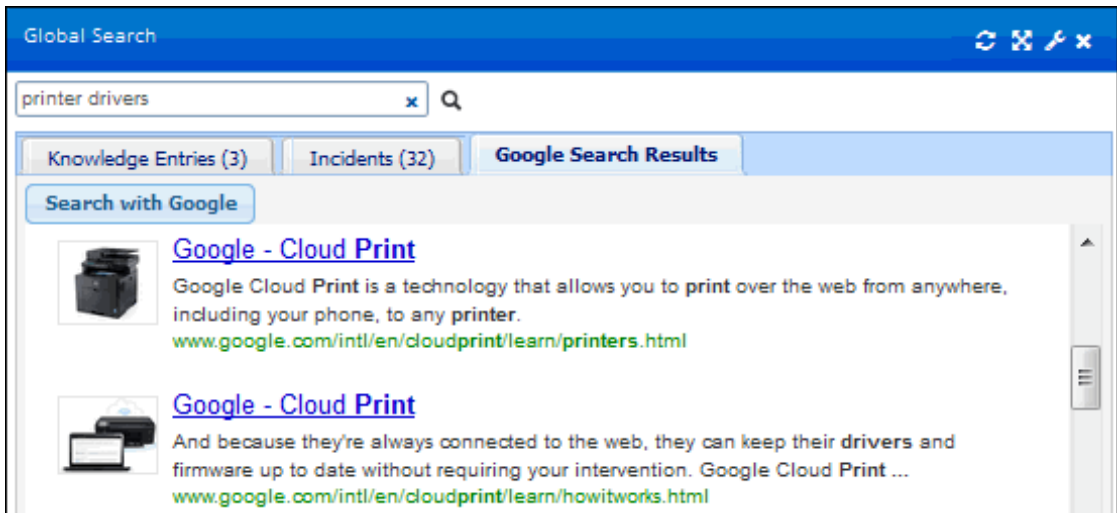 Global Search
printer drivers
Knowledge Entries (3)
Incidents (32)
Google Search Results
Search with Google
Google - Cloud Print
Google Cloud Print is a technology that allows you to print over the web from anywhere,
including your phone, to any printer.
www.google.com/intl/en/cloudprint/learn/printers.html
Google - Cloud Print
And because they're always connected to the web, they can keep their drivers and
firmware up to date without requiring your intervention. Google Cloud Print ...
www.google.com/intl/en/cloudprint/learn/howitworks.html